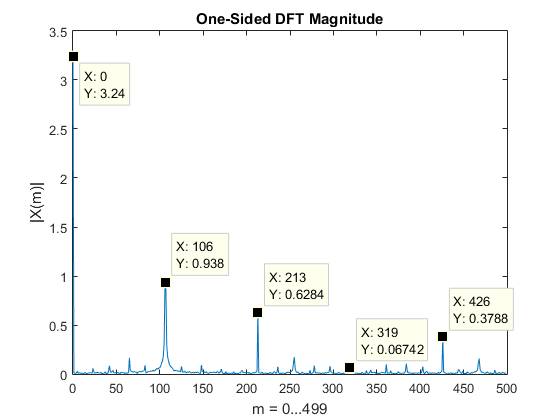 One-Sided DFT Magnitude
3.5
3
2.5
2
1.5
1
0.5
0
|X(m)|
X: 0
Y: 3.24
X: 106
Y: 0.938
X: 213
Y: 0.6284
X: 319
Y: 0.06742
X: 426
Y: 0.3788
0 50 100 150 200 250 300 350 400 450 500
m = 0...499